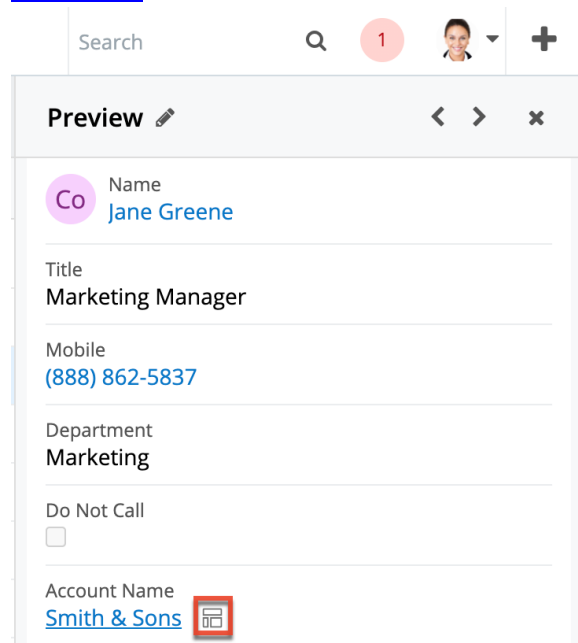 Search
1
Preview
Co
Name
Jane Greene
Title
Marketing Manager
Mobile
(888) 862-5837
Department
Marketing
Do Not Call
Account Name
Smith & Sons